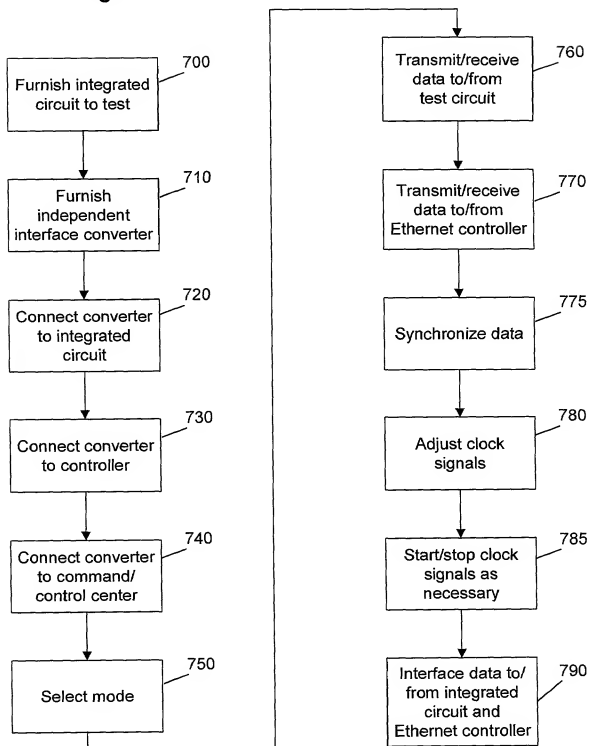 700
Furnish integrated
circuit to test
710
Furnish
independent
interface converter
720
Connect converter
to integrated
circuit
730
Connect converter
to controller
740
Connect converter
to command/
control center
750
Select mode
760
Transmit/receive
data to/from
test circuit
770
Transmit/receive
data to/from
Ethernet controller
775
Synchronize data
780
Adjust clock
signals
785
Start/stop clock
signals as
necessary
790
Interface data to/
from integrated
circuit and
Ethernet controller